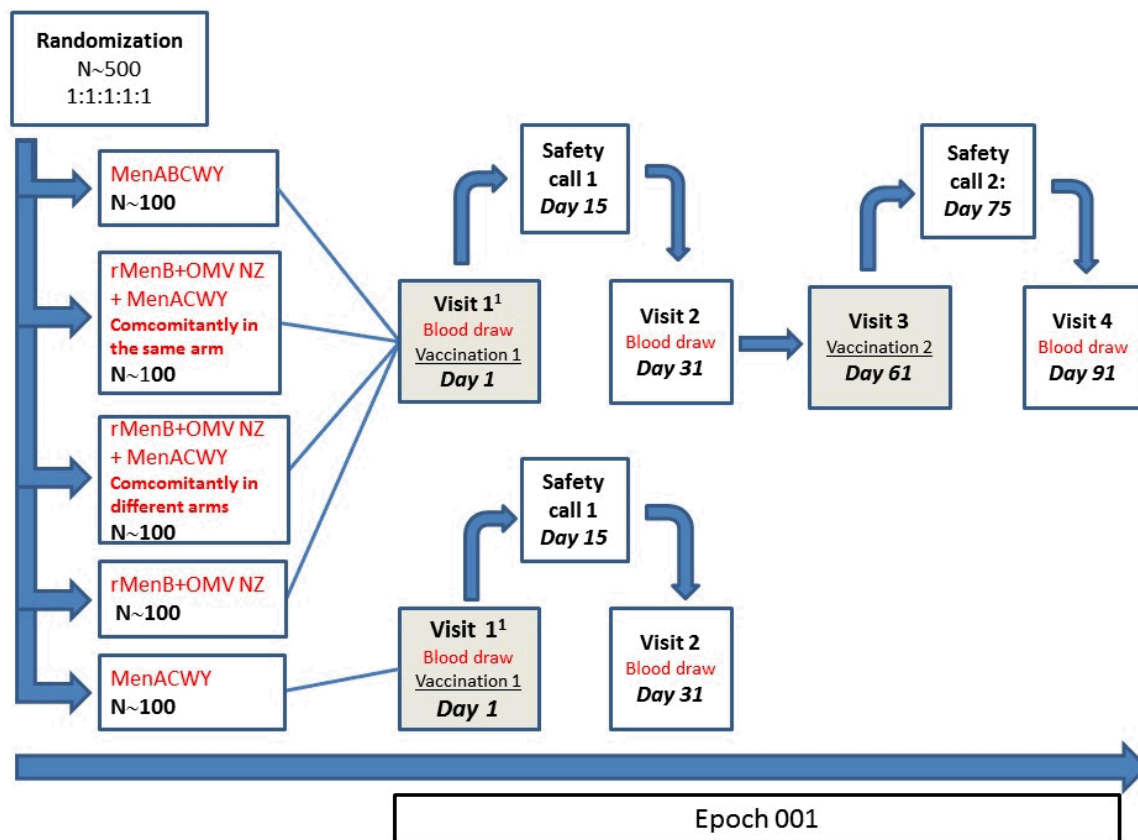 Randomization
N~500
1:1:1:1:1
MenABCWY
N~100
rMenB+OMV NZ
+ MenACWY
Comcomitantly in
the same arm
N~100
rMenB+OMV NZ
+ MenACWY
Comcomitantly in
different arms
N~100
rMenB+OMV NZ
N~100
MenACWY
N~100
Visit 1¹
Blood draw
Vaccination 1
Day 1
Safety
call 1
Day 15
Visit 2
Blood draw
Day 31
Visit 3
Vaccination 2
Day 61
Safety
call 2:
Day 75
Visit 4
Blood draw
Day 91
Visit 1¹
Blood draw
Vaccination 1
Day 1
Safety
call 1
Day 15
Visit 2
Blood draw
Day 31
Epoch 001